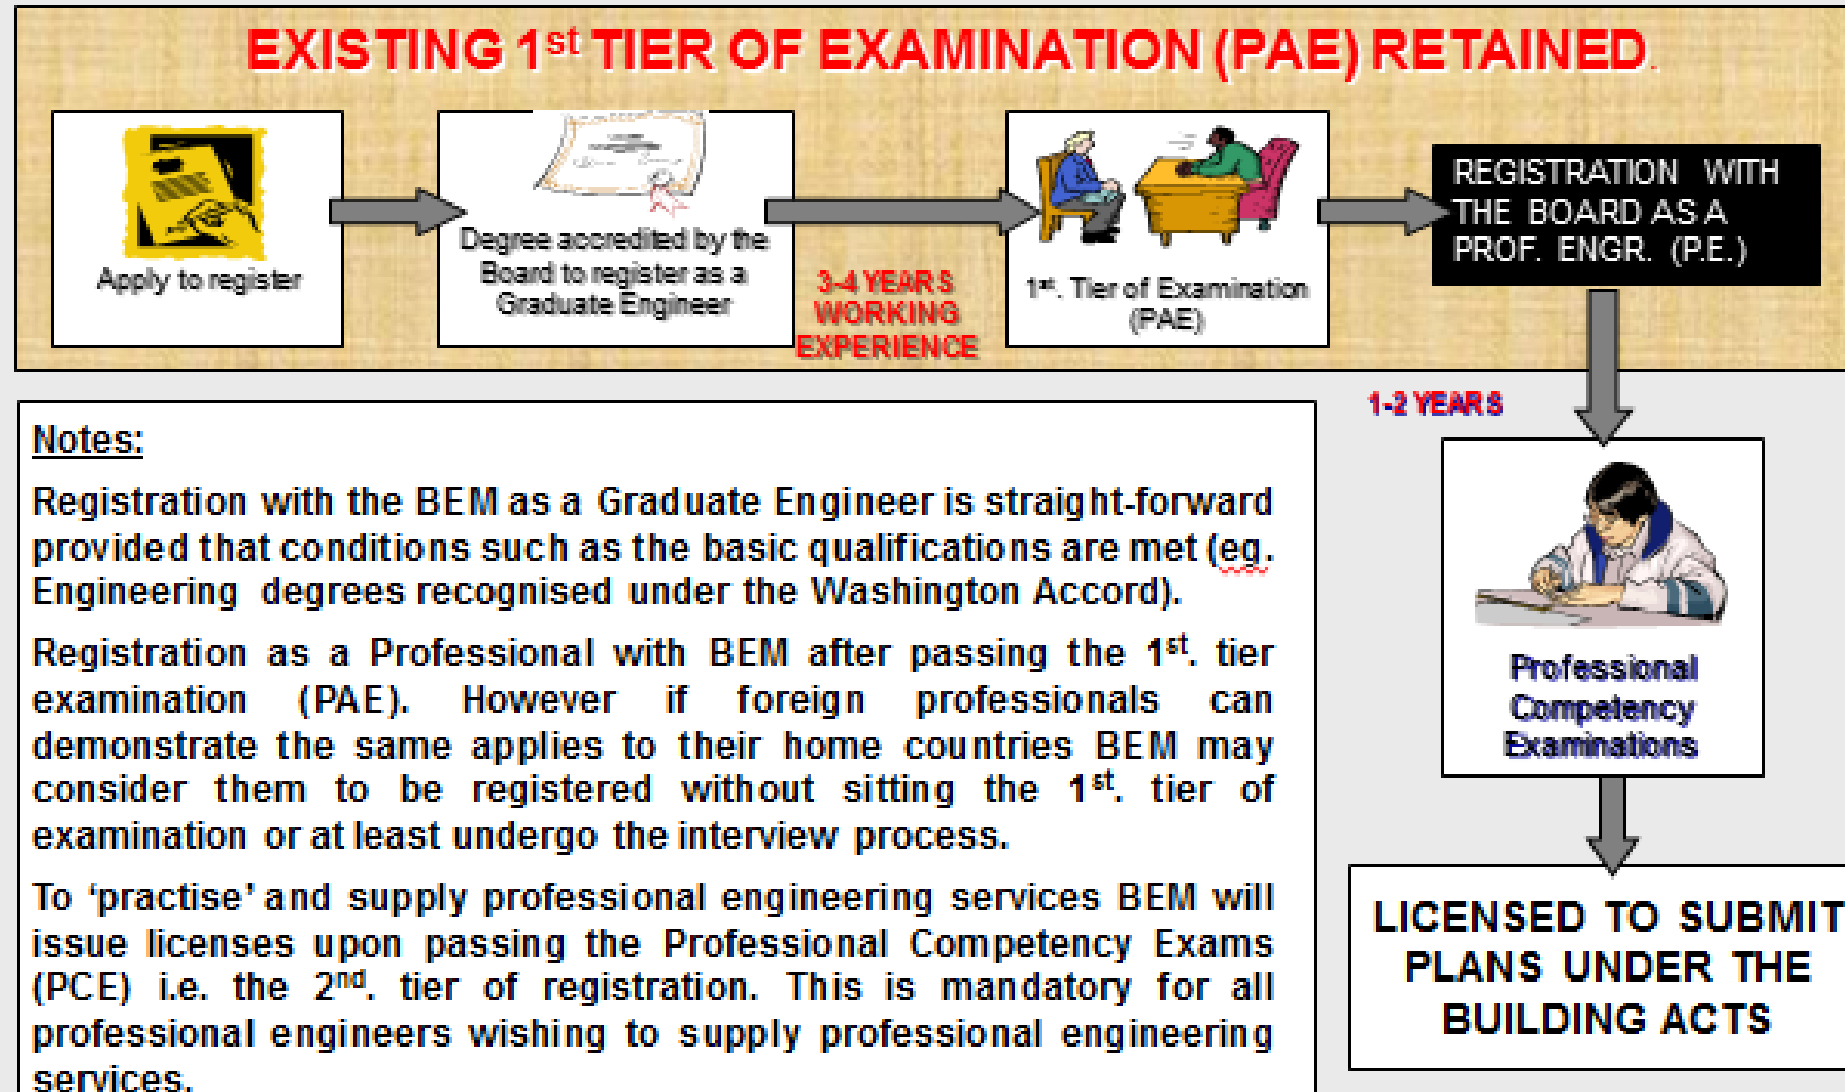 EXISTING 1st TIER OF EXAMINATION (PAE) RETAINED.
Apply to register
Degree accredited by the
Board to register as a
Graduate Engineer
3-4 YEARS
WORKING
EXPERIENCE
1st. Tier of Examination
(PAE)
REGISTRATION WITH
THE BOARD AS A
PROF. ENGR. (P.E.)
1-2 YEARS
Professional
Competency
Examinations
LICENSED TO SUBMIT
PLANS UNDER THE
BUILDING ACTS
Notes:
Registration with the BEM as a Graduate Engineer is straight-forward
provided that conditions such as the basic qualifications are met (eg.
Engineering degrees recognised under the Washington Accord).
Registration as a Professional with BEM after passing the 1st. tier
examination (PAE). However if foreign professionals can
demonstrate the same applies to their home countries BEM may
consider them to be registered without sitting the 1st. tier of
examination or at least undergo the interview process.
To ‘practise’ and supply professional engineering services BEM will
issue licenses upon passing the Professional Competency Exams
(PCE) i.e. the 2nd. tier of registration. This is mandatory for all
professional engineers wishing to supply professional engineering
services.